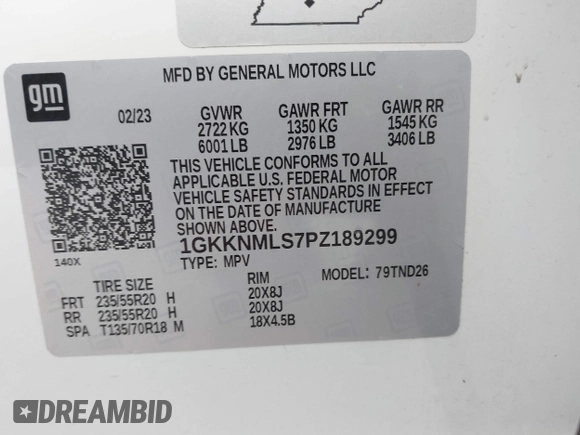 gm
MFD BY GENERAL MOTORS LLC
02/23 GVWR GAWR FRT GAWR RR
2722 KG 1350 KG 1545 KG
6001 LB 2976 LB 3406 LB
THIS VEHICLE CONFORMS TO ALL
APPLICABLE U.S. FEDERAL MOTOR
VEHICLE SAFETY STANDARDS IN EFFECT
ON THE DATE OF MANUFACTURE
SHOWN ABOVE.
1GKKNMLS7PZ189299
140X TYPE: MPV MODEL: 79TND26
TIRE SIZE RIM
FRT 235/55R20 H 20X8J
RR 235/55R20 H 20X8J
SPA T135/70R18 M 18X4.5B
DREAMBID